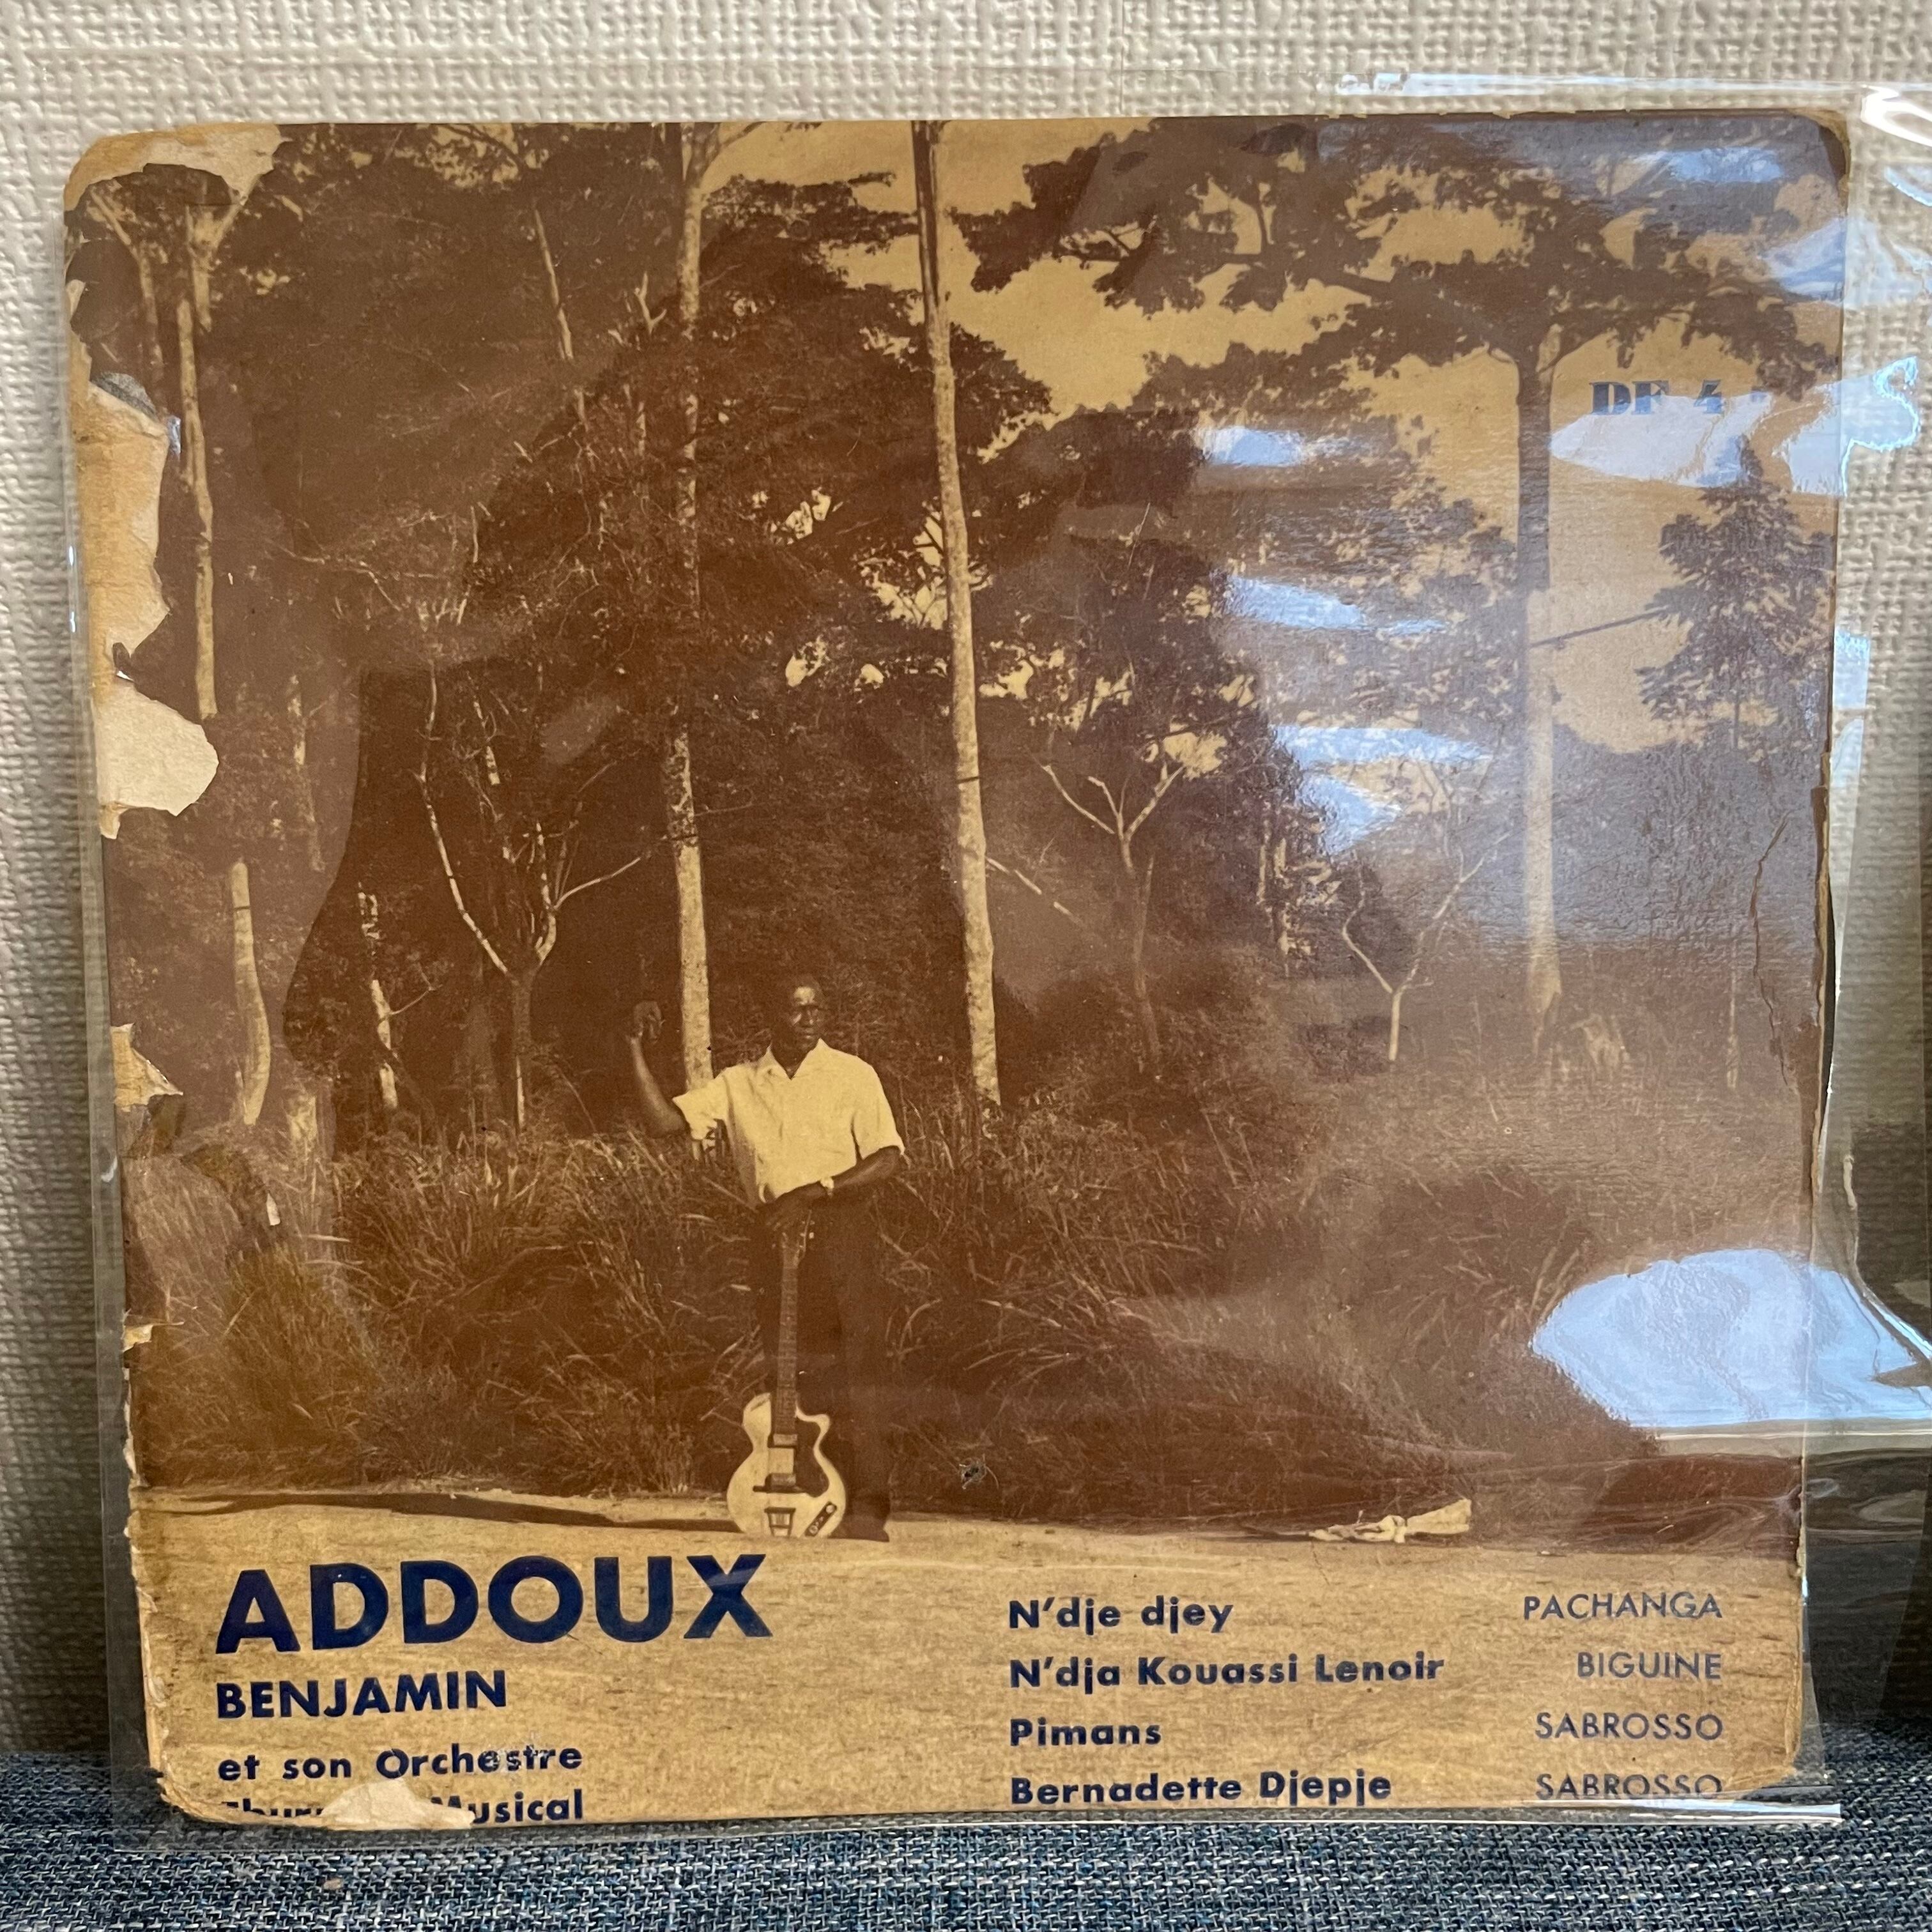 DF 4
ADDOUX
BENJAMIN
et son Orchestre
Musical
N'dje djey PACHANGA
N'dja Kouassi Lenoir BIGUINE
Pimans SABROSSO
Bernadette Djepje SABROSSO